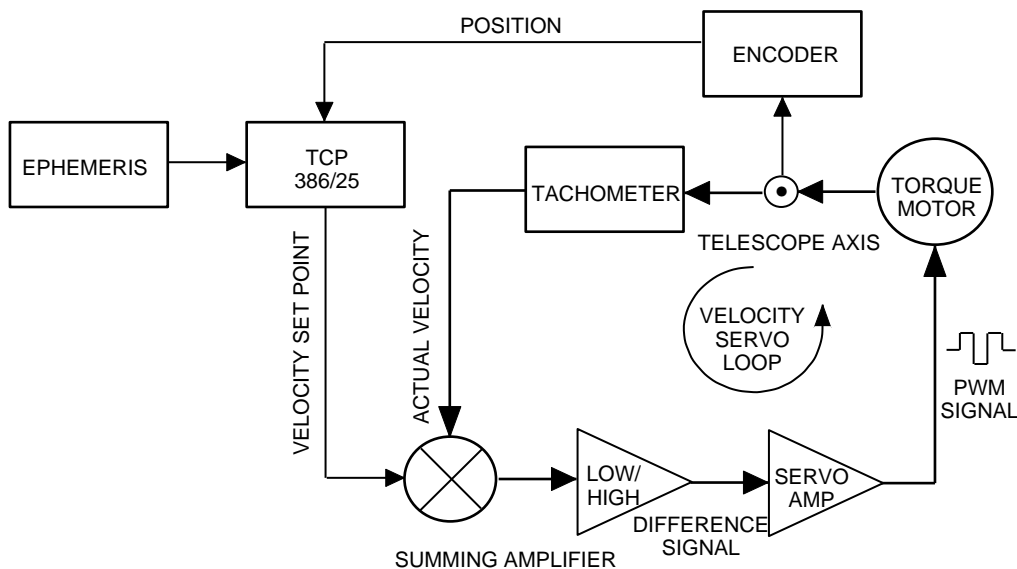 POSITION
ENCODER
EPHEMERIS
TCP
386/25
TACHOMETER
TORQUE
MOTOR
TELESCOPE AXIS
VELOCITY SET POINT
ACTUAL VELOCITY
VELOCITY
SERVO
LOOP
PWM
SIGNAL
LOW/
HIGH
SERVO
AMP
DIFFERENCE
SIGNAL
SUMMING AMPLIFIER